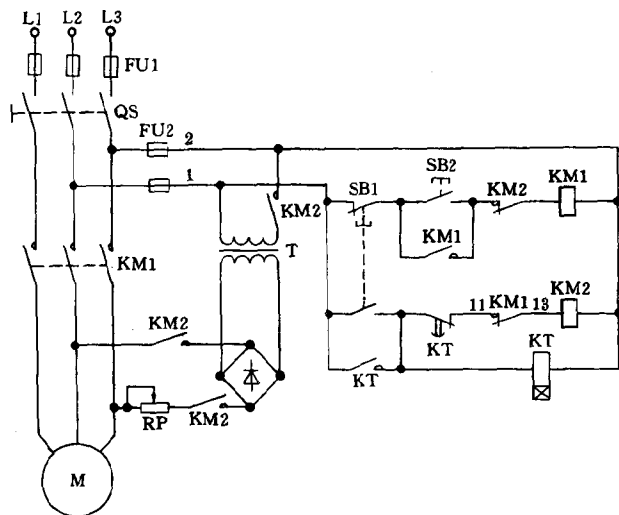 L1 L2 L3
FU1
QS
FU2 2
1
SB2
SB1 KM2 KM1
KM2
KM1
T
KM1
KM2
11 KM1 13
KM2
KT KT
KT
RP KM2
M